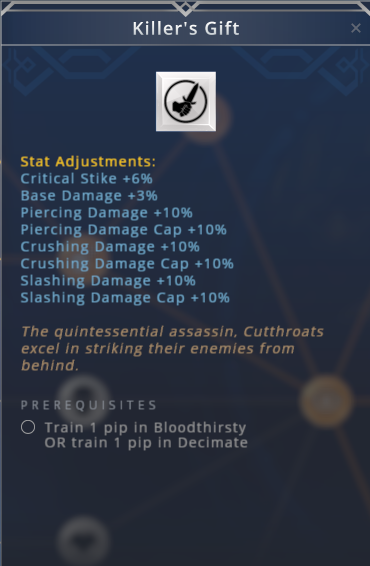 Killer's Gift
×
Stat Adjustments:
Critical Stike +6%
Base Damage +3%
Piercing Damage +10%
Piercing Damage Cap +10%
Crushing Damage +10%
Crushing Damage Cap +10%
Slashing Damage +10%
Slashing Damage Cap +10%
The quintessential assassin, Cutthroats
excel in striking their enemies from
behind.
PREREQUISITES
Train 1 pip in Bloodthirsty
OR train 1 pip in Decimate